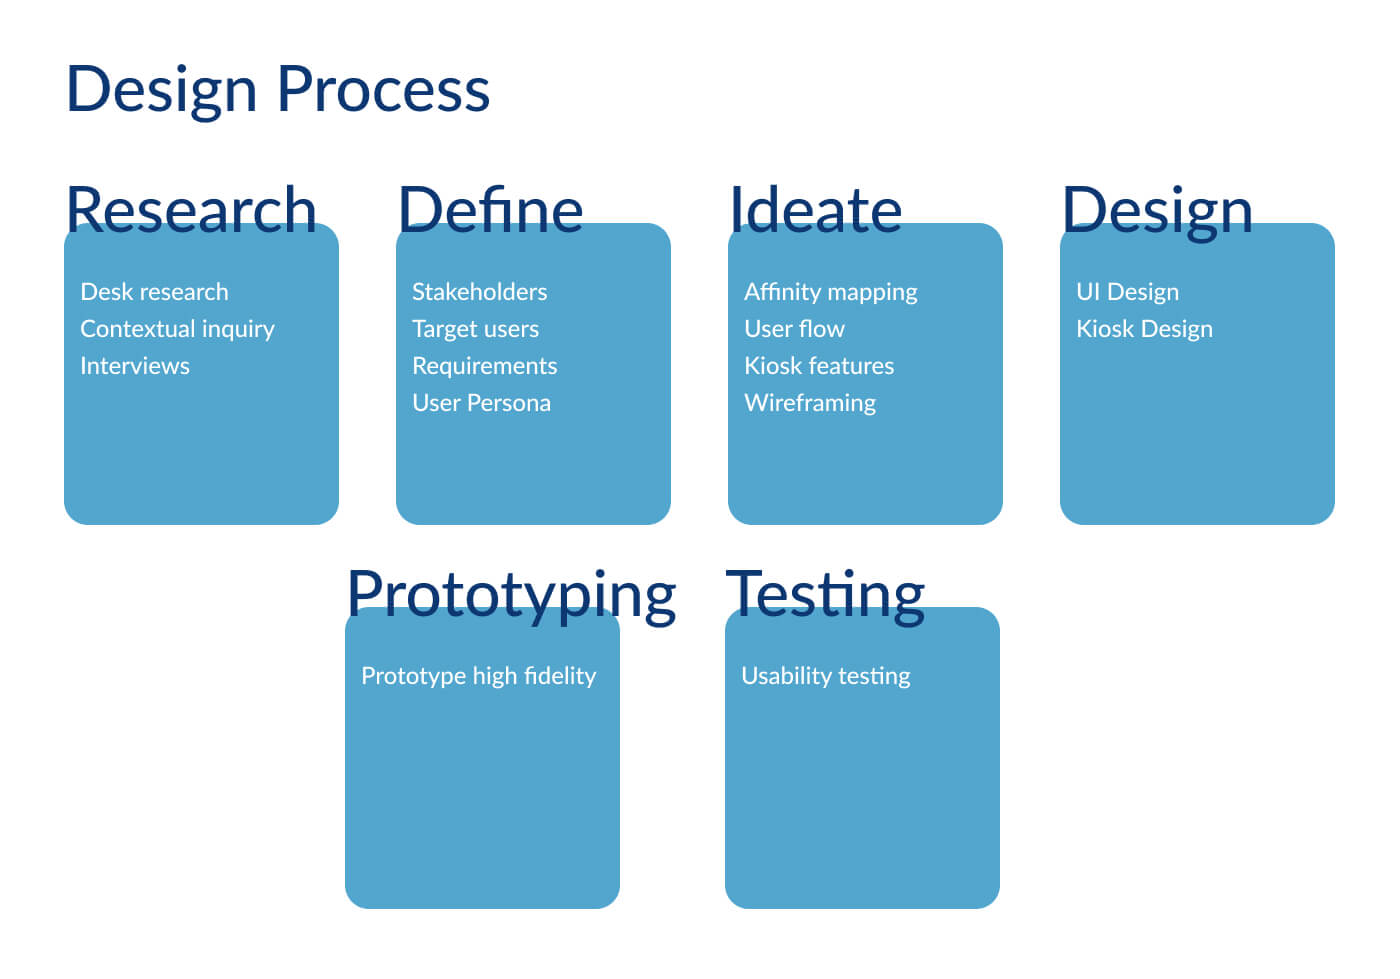 Design Process
Research
Desk research
Contextual inquiry
Interviews
Define
Stakeholders
Target users
Requirements
User Persona
Ideate
Affinity mapping
User flow
Kiosk features
Wireframing
Design
UI Design
Kiosk Design
Prototyping
Prototype high fidelity
Testing
Usability testing